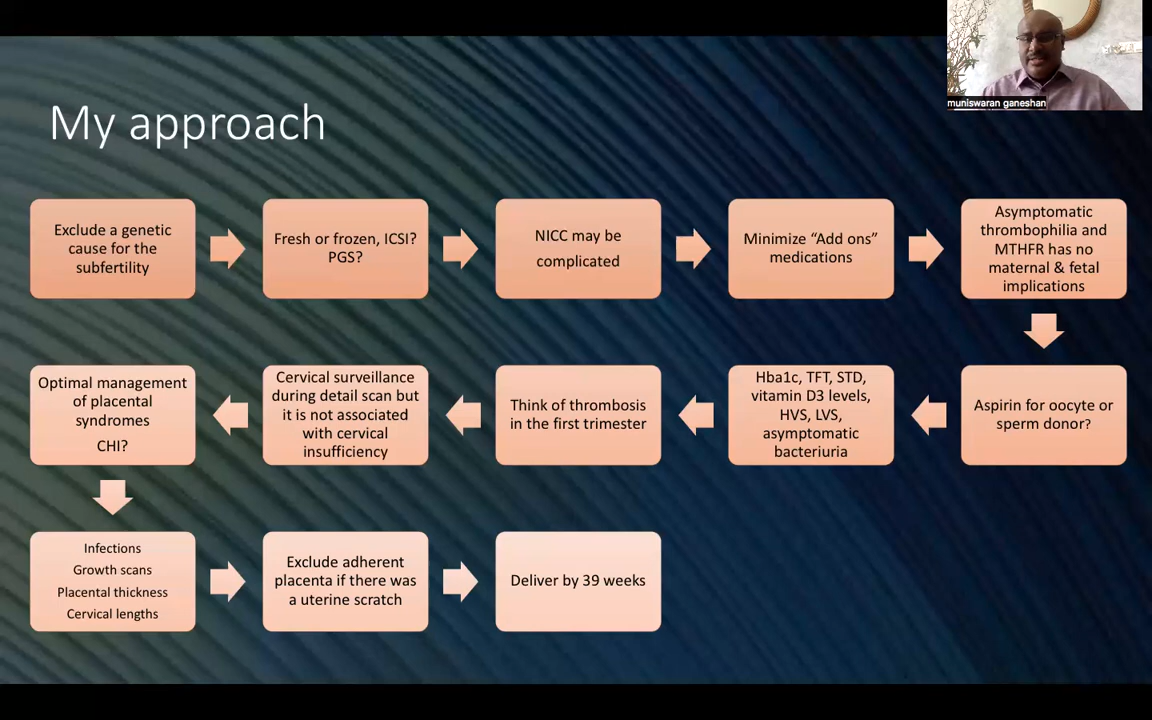 muniswaran ganeshan
My approach
Exclude a genetic
cause for the
subfertility
Fresh or frozen, ICSI?
PGS?
NICC may be
complicated
Minimize “Add ons”
medications
Asymptomatic
thrombophilia and
MTHFR has no
maternal & fetal
implications
Aspirin for oocyte or
sperm donor?
Hba1c, TFT, STD,
vitamin D3 levels,
HVS, LVS,
asymptomatic
bacteriuria
Think of thrombosis
in the first trimester
Cervical surveillance
during detail scan but
it is not associated
with cervical
insufficiency
Optimal management
of placental
syndromes
CHI?
Infections
Growth scans
Placental thickness
Cervical lengths
Exclude adherent
placenta if there was
a uterine scratch
Deliver by 39 weeks